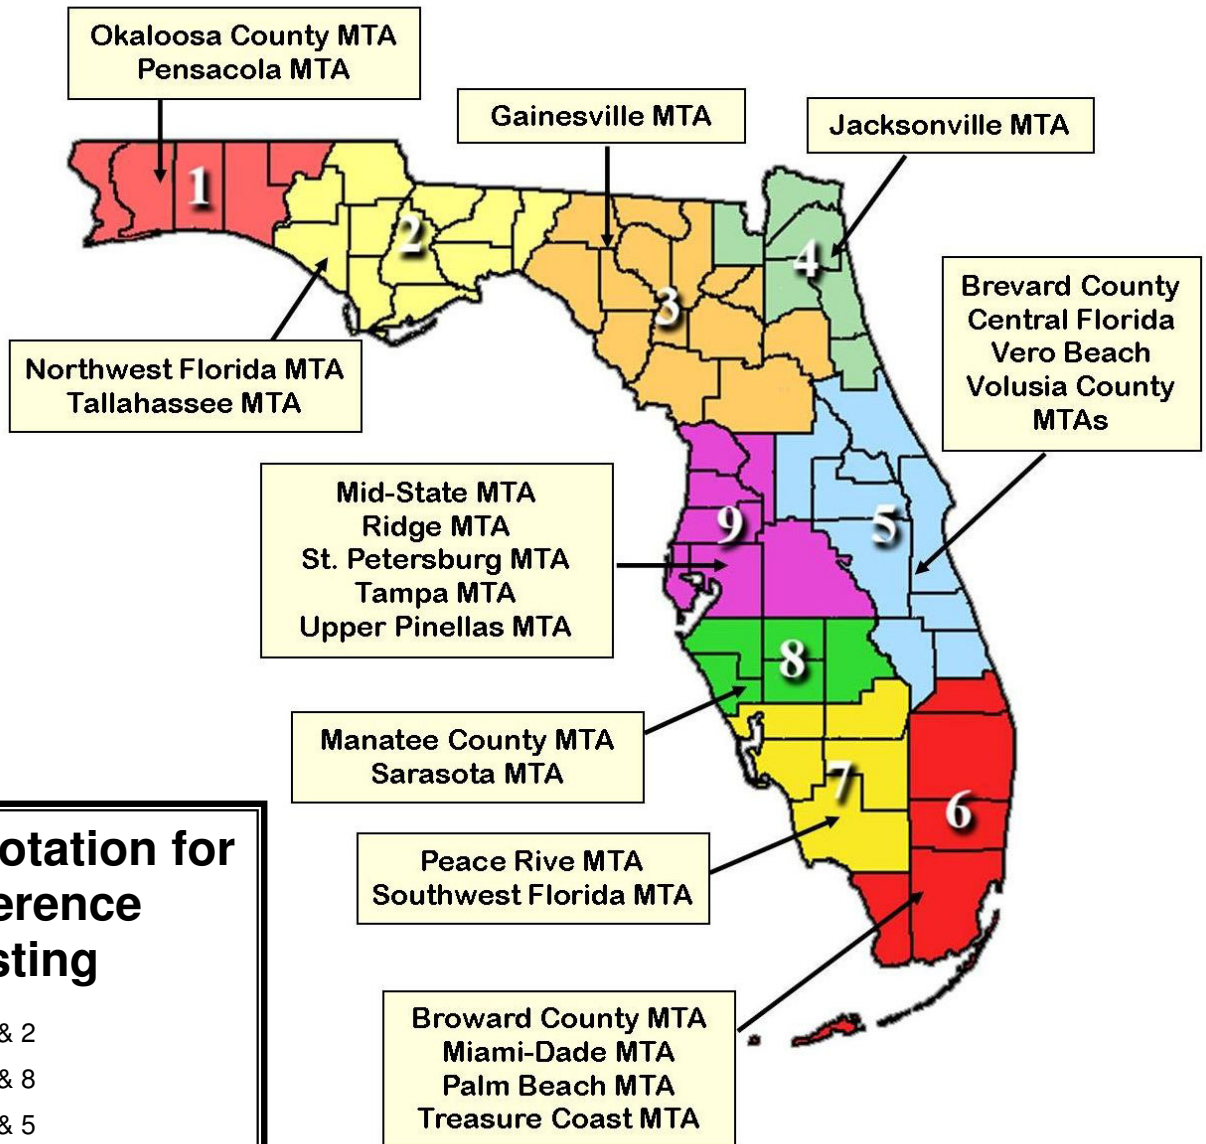 Okaloosa County MTA
Pensacola MTA
Gainesville MTA
Jacksonville MTA
1
2
3
4
Brevard County
Central Florida
Vero Beach
Volusia County
MTAs
Northwest Florida MTA
Tallahassee MTA
Mid-State MTA
Ridge MTA
St. Petersburg MTA
Tampa MTA
Upper Pinellas MTA
9
5
8
Manatee County MTA
Sarasota MTA
7
6
Peace Rive MTA
Southwest Florida MTA
Broward County MTA
Miami-Dade MTA
Palm Beach MTA
Treasure Coast MTA
otation for
erence
sting
& 2
& 8
& 5